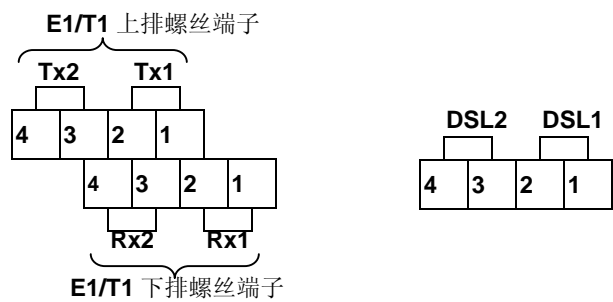 E1/T1 上排螺丝端子
Tx2 Tx1
4 3 2 1
4 3 2 1
Rx2 Rx1
E1/T1 下排螺丝端子
DSL2 DSL1
4 3 2 1